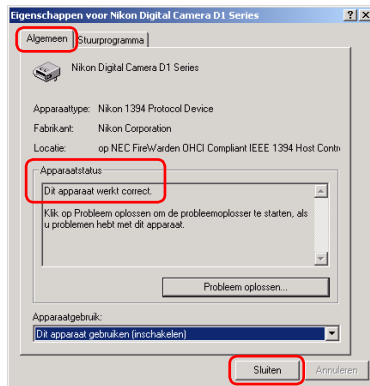 Eigenschappen voor Nikon Digital Camera D1 Series
Algemeen
Stuurprogramma
Nikon Digital Camera D1 Series
Apparaattype: Nikon 1394 Protocol Device
Fabrikant: Nikon Corporation
Locatie: op NEC FireWarden OHCI Compliant IEEE 1394 Host Contr
Apparaatstatus
Dit apparaat werkt correct.
Klik op Probleem oplossen om de probleemoplosser te starten, als
u problemen hebt met dit apparaat.
Probleem oplossen...
Apparaatgebruik:
Dit apparaat gebruiken (inschakelen)
Sluiten
Annuleren